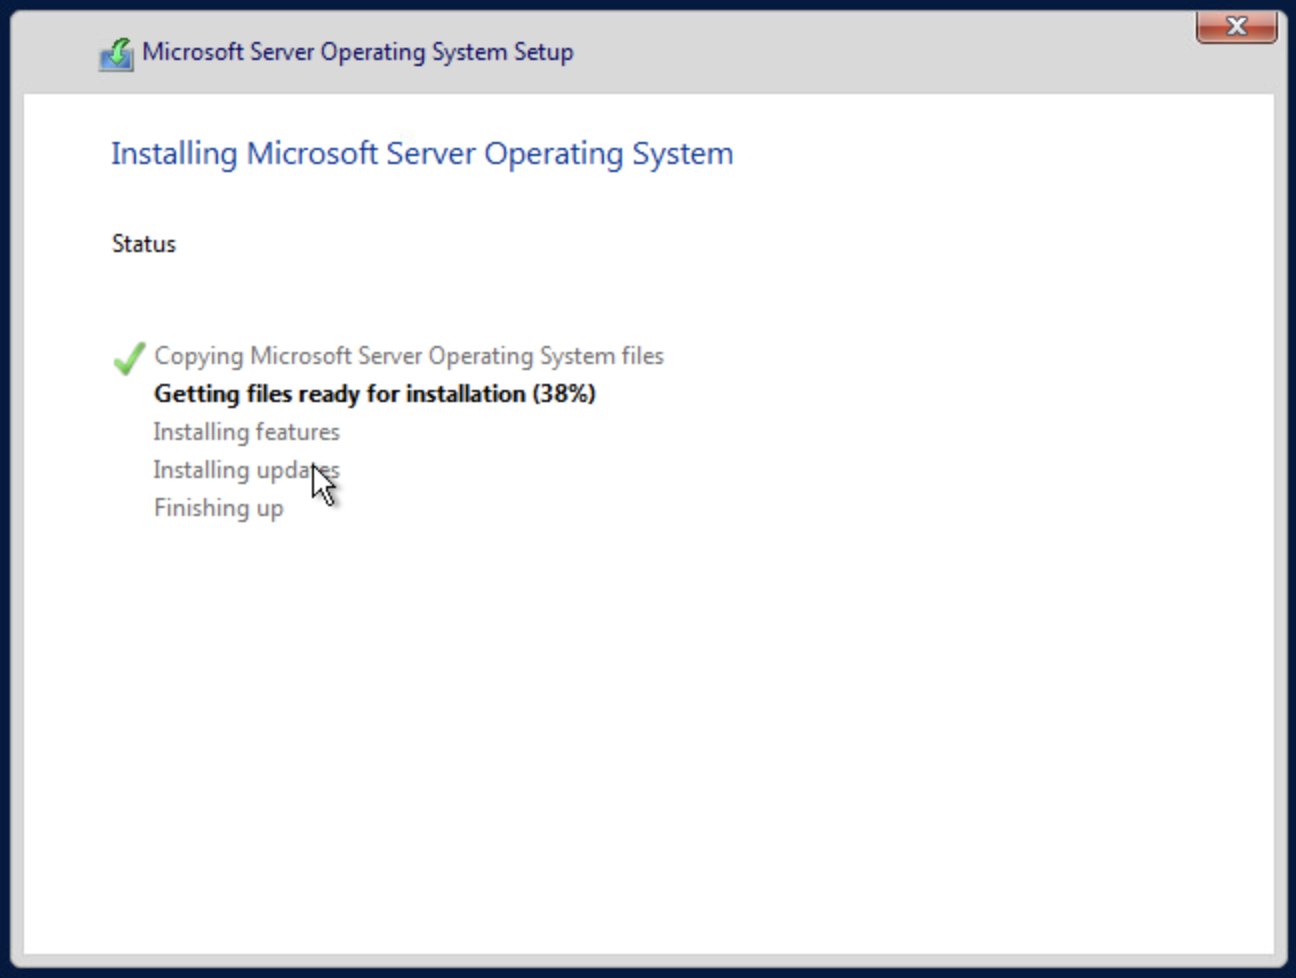 Microsoft Server Operating System Setup
Installing Microsoft Server Operating System
Status
Copying Microsoft Server Operating System files
Getting files ready for installation (38%)
Installing features
Installing updates
Finishing up